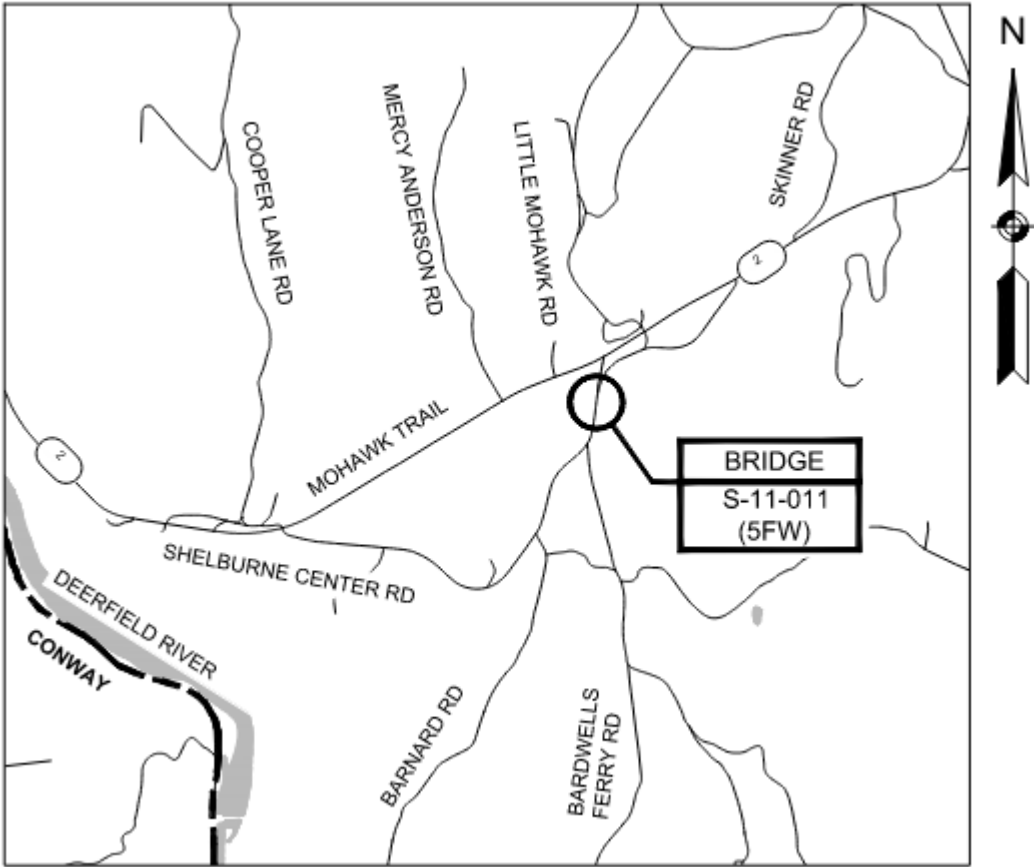 N
COOPER LANE RD
MERCY ANDERSON RD
LITTLE MOHAWK RD
SKINNER RD
2
MOHAWK TRAIL
2
BRIDGE
S-11-011
(5FW)
SHELBURNE CENTER RD
DEERFIELD RIVER
CONWAY
BARNARD RD
BARDWELLS
FERRY RD